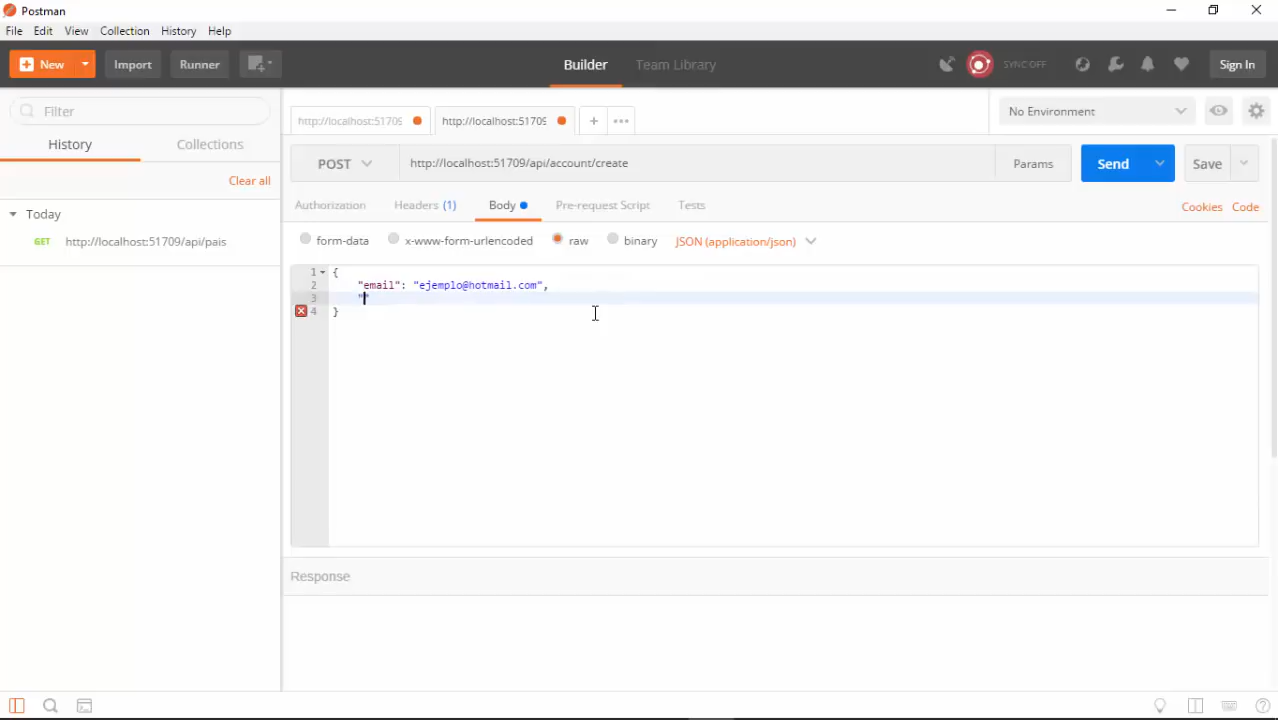 Postman
File Edit View Collection History Help
New Import Runner Builder Team Library SYNC OFF Sign In
Filter
History Collections
Clear all
Today
GET http://localhost:51709/api/pais
http://localhost:51709 http://localhost:51709 No Environment
POST http://localhost:51709/api/account/create Params Send Save
Authorization Headers (1) Body Pre-request Script Tests Cookies Code
form-data x-www-form-urlencoded raw binary JSON (application/json)
1 {
2 "email": "ejemplo@hotmail.com",
3 ""
4 }
Response